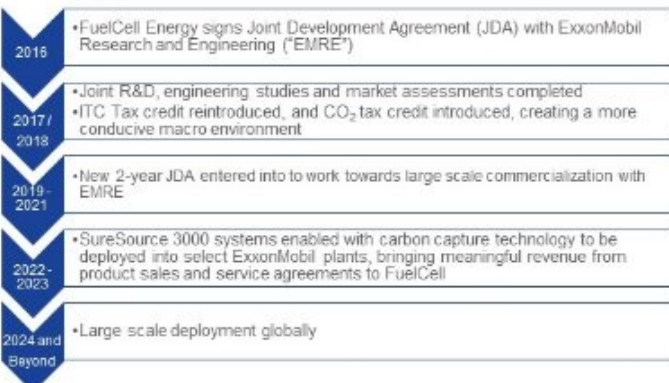 2016
•FuelCell Energy signs Joint Development Agreement (JDA) with ExxonMobil
Research and Engineering ("EMRE")
2017/
2018
•Joint R&D, engineering studies and market assessments completed
•ITC Tax credit reintroduced, and CO₂ tax credit introduced, creating a more
conducive macro environment
2019-
2021
•New 2-year JDA entered into to work towards large scale commercialization with
EMRE
2022-
2023
•SureSource 3000 systems enabled with carbon capture technology to be
deployed into select ExxonMobil plants, bringing meaningful revenue from
product sales and service agreements to FuelCell
2024 and
Beyond
•Large scale deployment globally